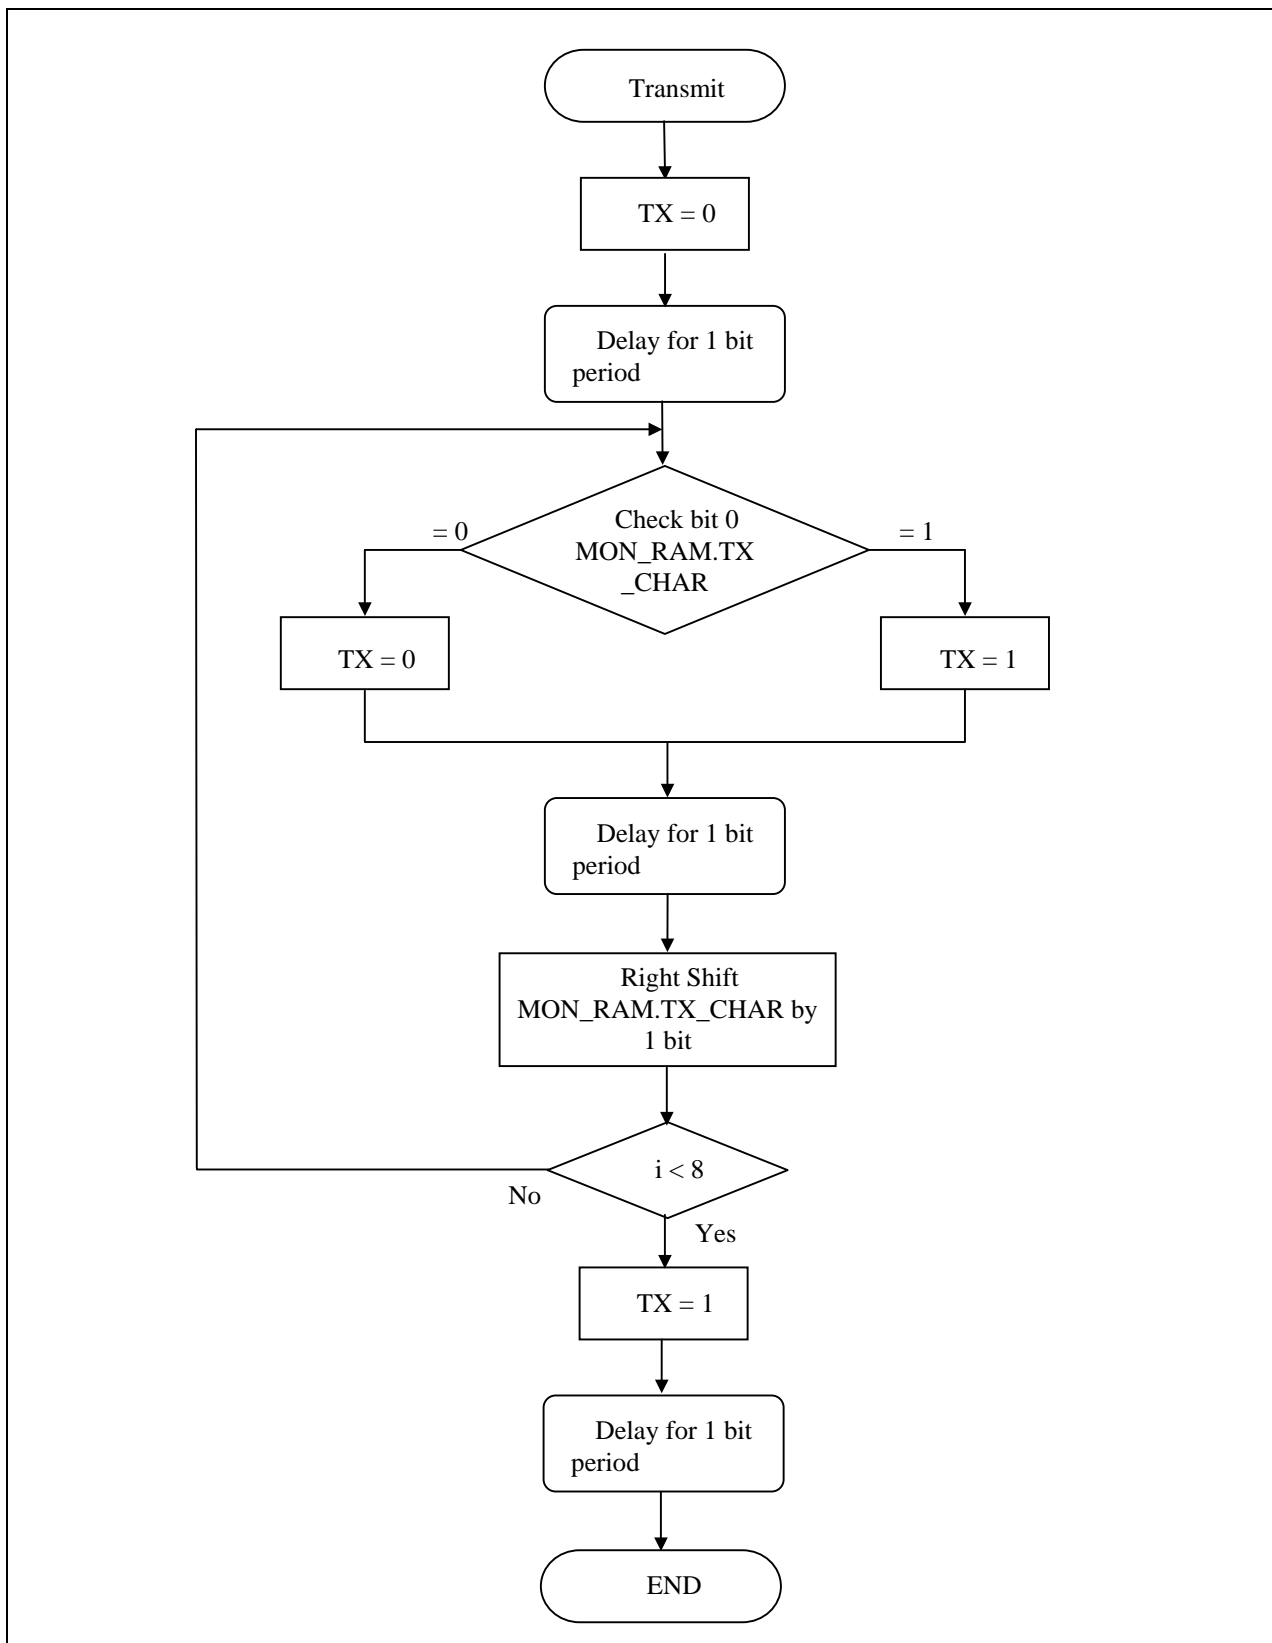 Transmit
TX = 0
Delay for 1 bit
period
Check bit 0
MON_RAM.TX
_CHAR
= 0
= 1
TX = 0
TX = 1
Delay for 1 bit
period
Right Shift
MON_RAM.TX_CHAR by
1 bit
i < 8
No
Yes
TX = 1
Delay for 1 bit
period
END